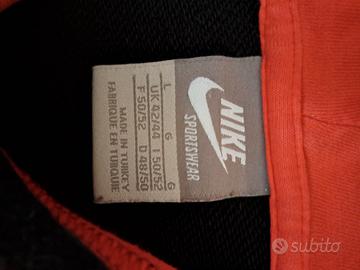 NIKE
SPORTSWEAR
L G G
UK 42/44 I 50/52
F 50/52 D 48/50
MADE IN TURKEY
FABRIQUE EN TURQUIE
subito